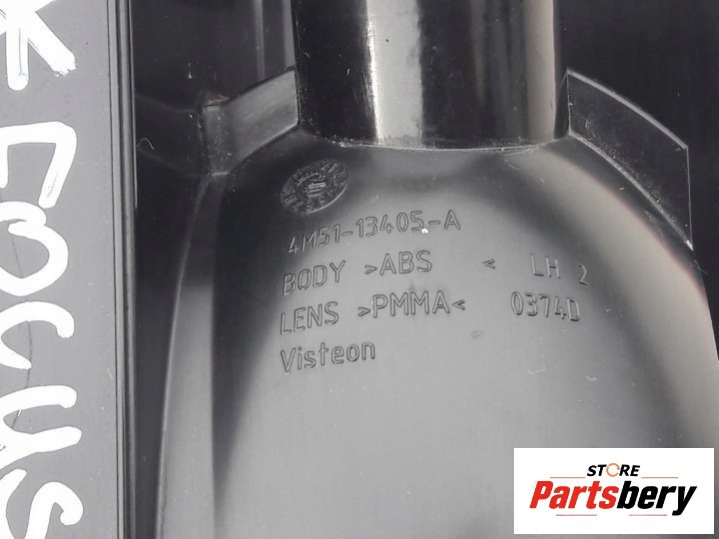 * FOCUS
4M51-13405-A
BODY >ABS < LH 2
LENS >PMMA< 0374D
Visteon
STORE
Partsbery